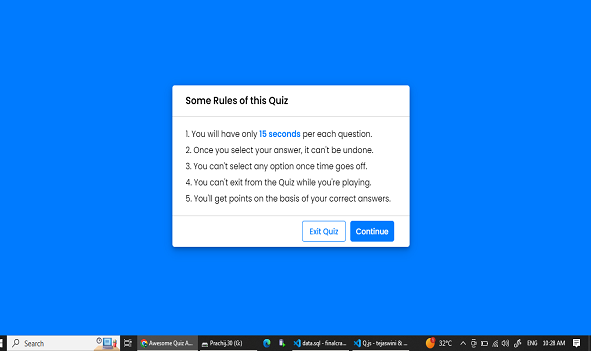 Some Rules of this Quiz
1. You will have only 15 seconds per each question.
2. Once you select your answer, it can't be undone.
3. You can't select any option once time goes off.
4. You can't exit from the Quiz while you're playing.
5. You'll get points on the basis of your correct answers.
Exit Quiz Continue
Search Awesome Quiz A... Prachij.30 (G:) data.sql - finalcra... Q.js - tejaswini & ... 32°C ENG 10:28 AM